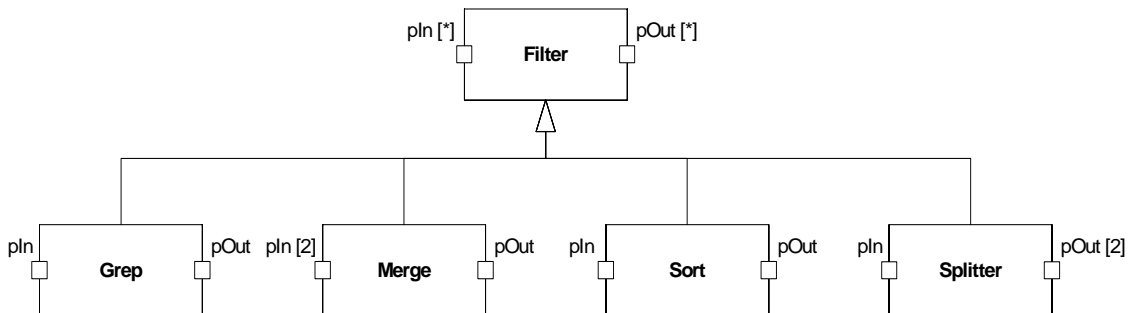 pIn [*]
pOut [*]
Filter
pIn
pOut
Grep
pIn [2]
pOut
Merge
pIn
pOut
Sort
pIn
pOut [2]
Splitter